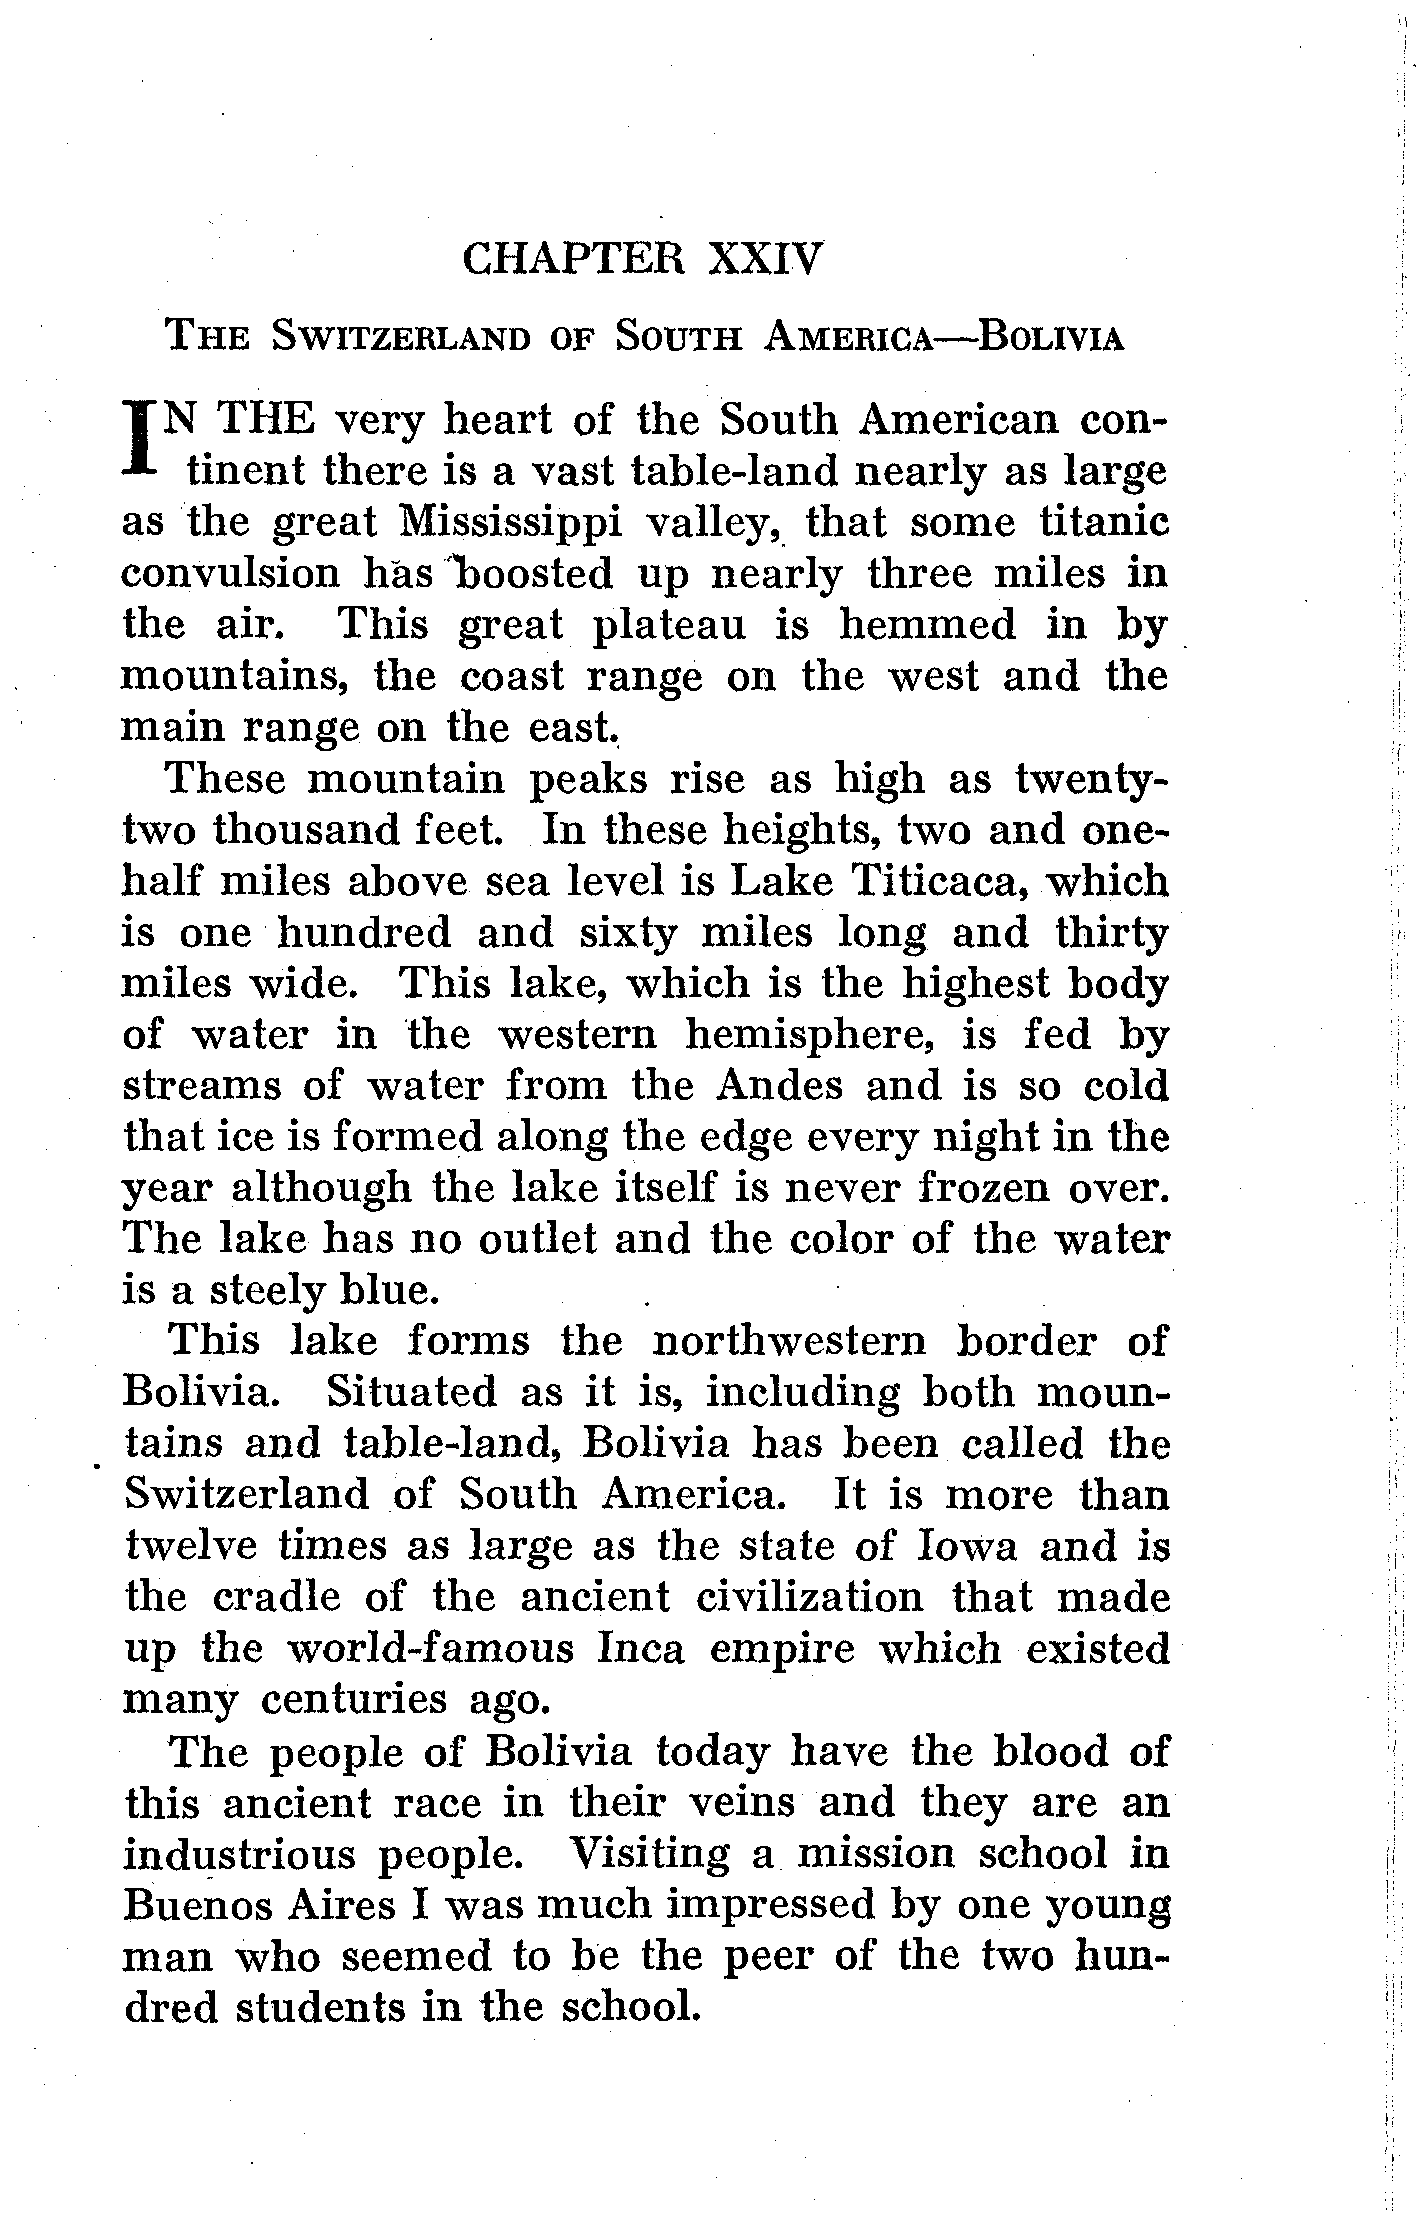 CHAPTER XXIV
THE SWITZERLAND OF SOUTH AMERICA—BOLIVIA
IN THE very heart of the South American con-
tinent there is a vast table-land nearly as large
as the great Mississippi valley, that some titanic
convulsion has boosted up nearly three miles in
the air. This great plateau is hemmed in by
mountains, the coast range on the west and the
main range on the east.
These mountain peaks rise as high as twenty-
two thousand feet. In these heights, two and one-
half miles above sea level is Lake Titicaca, which
is one hundred and sixty miles long and thirty
miles wide. This lake, which is the highest body
of water in the western hemisphere, is fed by
streams of water from the Andes and is so cold
that ice is formed along the edge every night in the
year although the lake itself is never frozen over.
The lake has no outlet and the color of the water
is a steely blue.
This lake forms the northwestern border of
Bolivia. Situated as it is, including both moun-
tains and table-land, Bolivia has been called the
Switzerland of South America. It is more than
twelve times as large as the state of Iowa and is
the cradle of the ancient civilization that made
up the world-famous Inca empire which existed
many centuries ago.
The people of Bolivia today have the blood of
this ancient race in their veins and they are an
industrious people. Visiting a mission school in
Buenos Aires I was much impressed by one young
man who seemed to be the peer of the two hun-
dred students in the school.